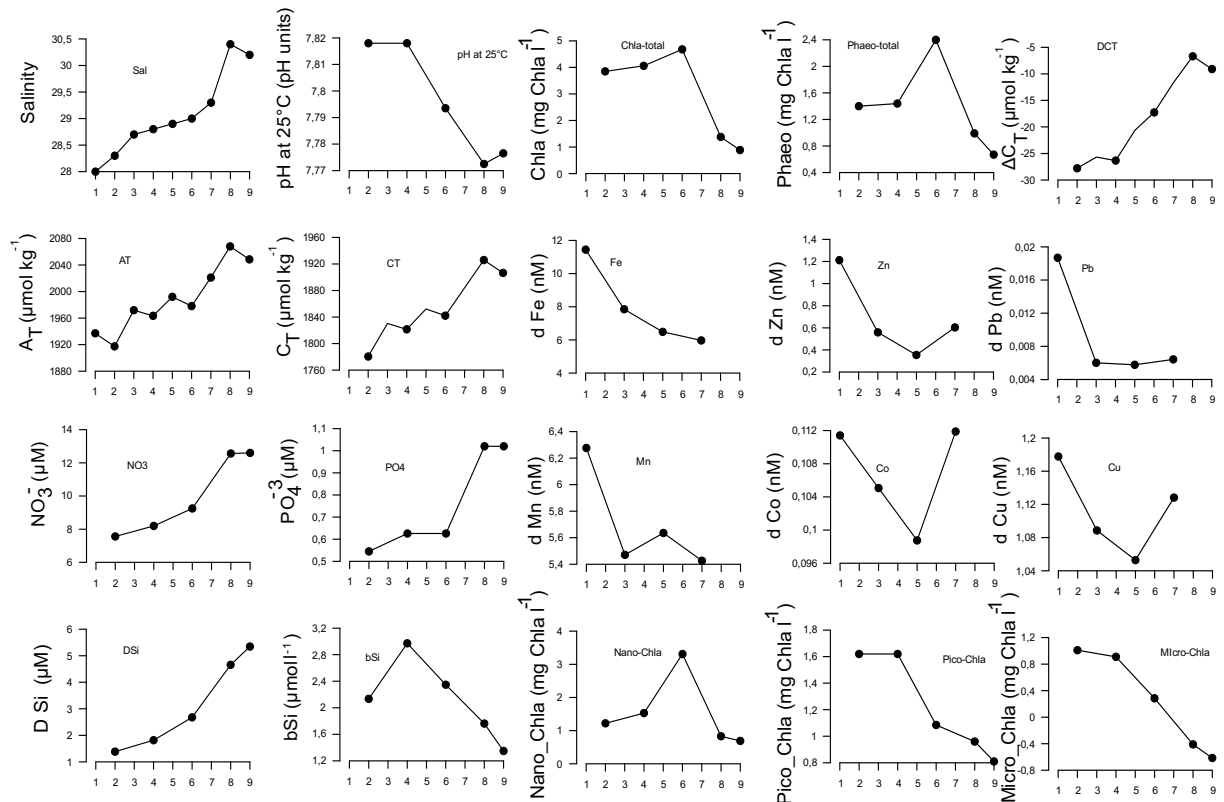 Salinity
30,5
30
29,5
29
28,5
28
Sal
1 2 3 4 5 6 7 8 9
pH at 25°C (pH units)
7,82
7,81
7,8
7,79
7,78
7,77
pH at 25°C
1 2 3 4 5 6 7 8 9
Chla (mg Chla l⁻¹)
5
4
3
2
1
0
Chla-total
1 2 3 4 5 6 7 8 9
Phaeo (mg Chla l⁻¹)
2,4
2
1,6
1,2
0,8
0,4
Phaeo-total
1 2 3 4 5 6 7 8 9
ΔC_T (µmol kg⁻¹)
-5
-10
-15
-20
-25
-30
DCT
1 2 3 4 5 6 7 8 9
A_T (µmol kg⁻¹)
2080
2040
2000
1960
1920
1880
AT
1 2 3 4 5 6 7 8 9
C_T (µmol kg⁻¹)
1960
1920
1880
1840
1800
1760
CT
1 2 3 4 5 6 7 8 9
d Fe (nM)
12
10
8
6
4
Fe
1 2 3 4 5 6 7 8 9
d Zn (nM)
1,4
1,2
1
0,8
0,6
0,4
0,2
Zn
1 2 3 4 5 6 7 8 9
d Pb (nM)
0,02
0,016
0,012
0,008
0,004
Pb
1 2 3 4 5 6 7 8 9
NO₃⁻ (µM)
14
12
10
8
6
NO3
1 2 3 4 5 6 7 8 9
PO₄⁻³ (µM)
1,1
1
0,9
0,8
0,7
0,6
0,5
PO4
1 2 3 4 5 6 7 8 9
d Mn (nM)
6,4
6,2
6
5,8
5,6
5,4
Mn
1 2 3 4 5 6 7 8 9
d Co (nM)
0,112
0,108
0,104
0,1
0,096
Co
1 2 3 4 5 6 7 8 9
d Cu (nM)
1,2
1,16
1,12
1,08
1,04
Cu
1 2 3 4 5 6 7 8 9
D Si (µM)
6
5
4
3
2
1
DSi
1 2 3 4 5 6 7 8 9
bSi (µmol l⁻¹)
3,2
2,8
2,4
2
1,6
1,2
bSi
1 2 3 4 5 6 7 8 9
Nano_Chla (mg Chla l⁻¹)
4
3
2
1
0
Nano-Chla
1 2 3 4 5 6 7 8 9
Pico_Chla (mg Chla l⁻¹)
1,8
1,6
1,4
1,2
1
0,8
Pico-Chla
1 2 3 4 5 6 7 8 9
Micro_Chla (mg Chla l⁻¹)
1,2
0,8
0,4
0
-0,4
-0,8
MIcro-Chla
1 2 3 4 5 6 7 8 9